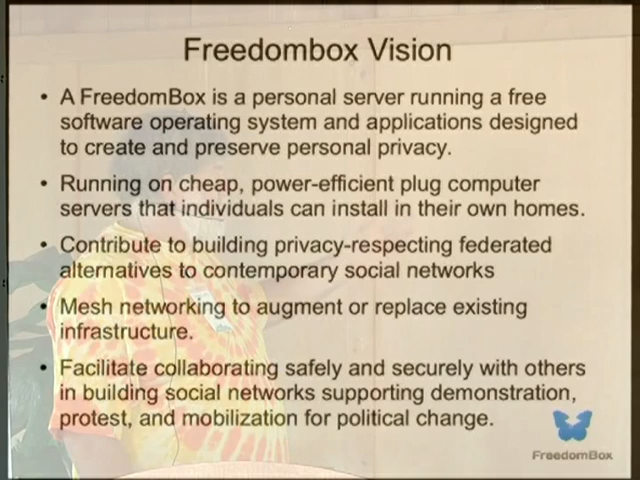 Freedombox Vision
• A FreedomBox is a personal server running a free
software operating system and applications designed
to create and preserve personal privacy.
• Running on cheap, power-efficient plug computer
servers that individuals can install in their own homes.
• Contribute to building privacy-respecting federated
alternatives to contemporary social networks
• Mesh networking to augment or replace existing
infrastructure.
• Facilitate collaborating safely and securely with others
in building social networks supporting demonstration,
protest, and mobilization for political change.
FreedomBox